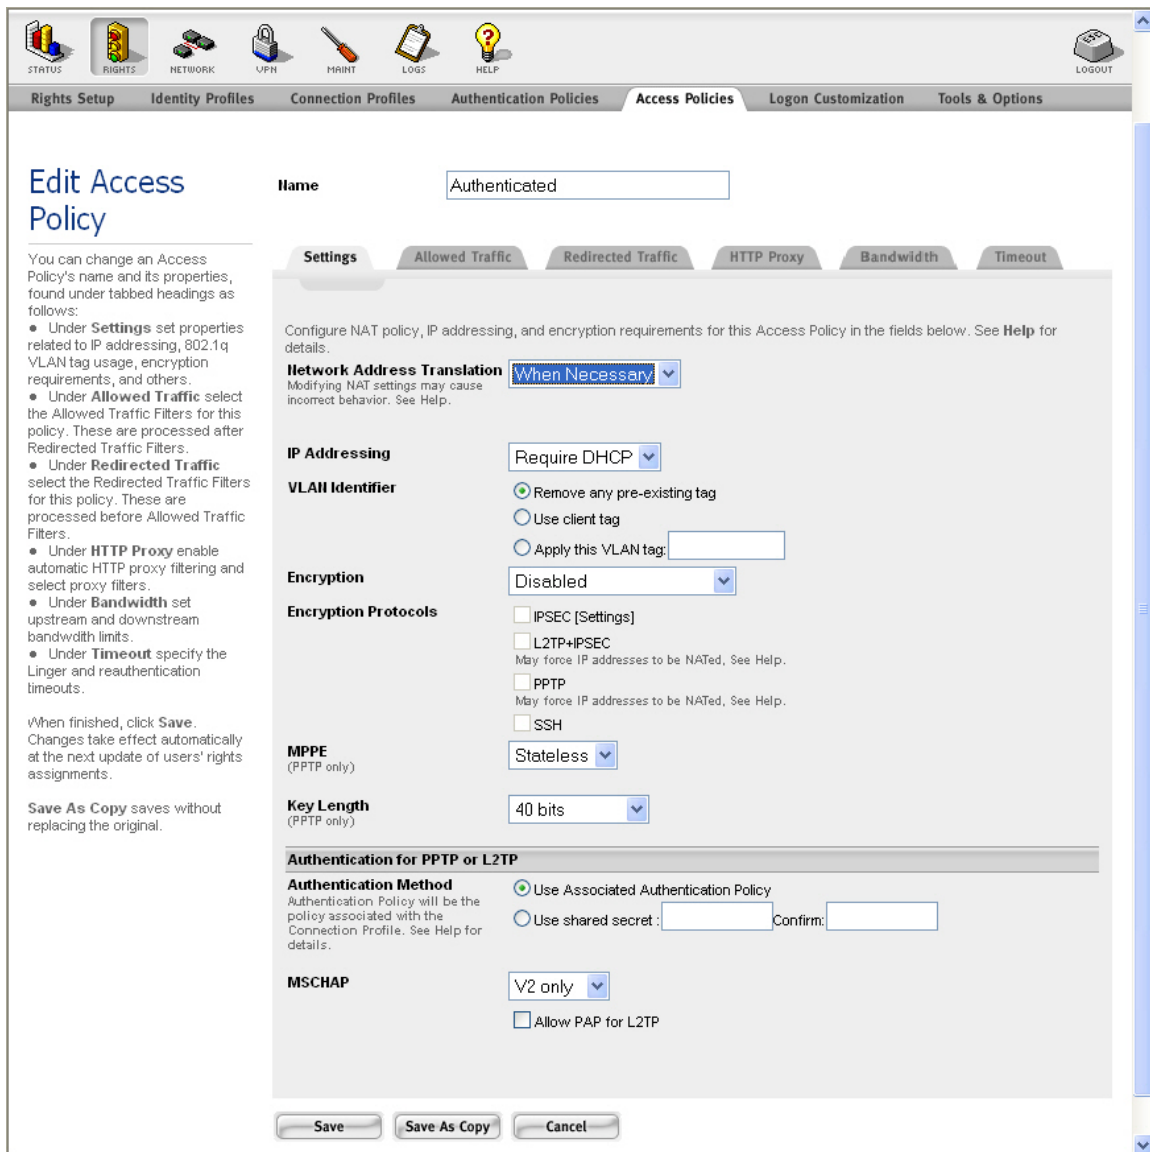 STATUS
RIGHTS
NETWORK
VPN
MAINT
LOGS
HELP
LOGOUT
Rights Setup
Identity Profiles
Connection Profiles
Authentication Policies
Access Policies
Logon Customization
Tools & Options
Edit Access
Policy
You can change an Access
Policy's name and its properties,
found under tabbed headings as
follows:
• Under Settings set properties
related to IP addressing, 802.1q
VLAN tag usage, encryption
requirements, and others.
• Under Allowed Traffic select
the Allowed Traffic Filters for this
policy. These are processed after
Redirected Traffic Filters.
• Under Redirected Traffic
select the Redirected Traffic Filters
for this policy. These are
processed before Allowed Traffic
Filters.
• Under HTTP Proxy enable
automatic HTTP proxy filtering and
select proxy filters.
• Under Bandwidth set
upstream and downstream
bandwdith limits.
• Under Timeout specify the
Linger and reauthentication
timeouts.
When finished, click Save.
Changes take effect automatically
at the next update of users' rights
assignments.
Save As Copy saves without
replacing the original.
Name
Authenticated
Settings
Allowed Traffic
Redirected Traffic
HTTP Proxy
Bandwidth
Timeout
Configure NAT policy, IP addressing, and encryption requirements for this Access Policy in the fields below. See Help for
details.
Network Address Translation
When Necessary
Modifying NAT settings may cause
incorrect behavior. See Help.
IP Addressing
Require DHCP
VLAN Identifier
Remove any pre-existing tag
Use client tag
Apply this VLAN tag:
Encryption
Disabled
Encryption Protocols
IPSEC [Settings]
L2TP+IPSEC
May force IP addresses to be NATed, See Help.
PPTP
May force IP addresses to be NATed, See Help.
SSH
MPPE
(PPTP only)
Stateless
Key Length
(PPTP only)
40 bits
Authentication for PPTP or L2TP
Authentication Method
Authentication Policy will be the
policy associated with the
Connection Profile. See Help for
details.
Use Associated Authentication Policy
Use shared secret :
Confirm:
MSCHAP
V2 only
Allow PAP for L2TP
Save
Save As Copy
Cancel